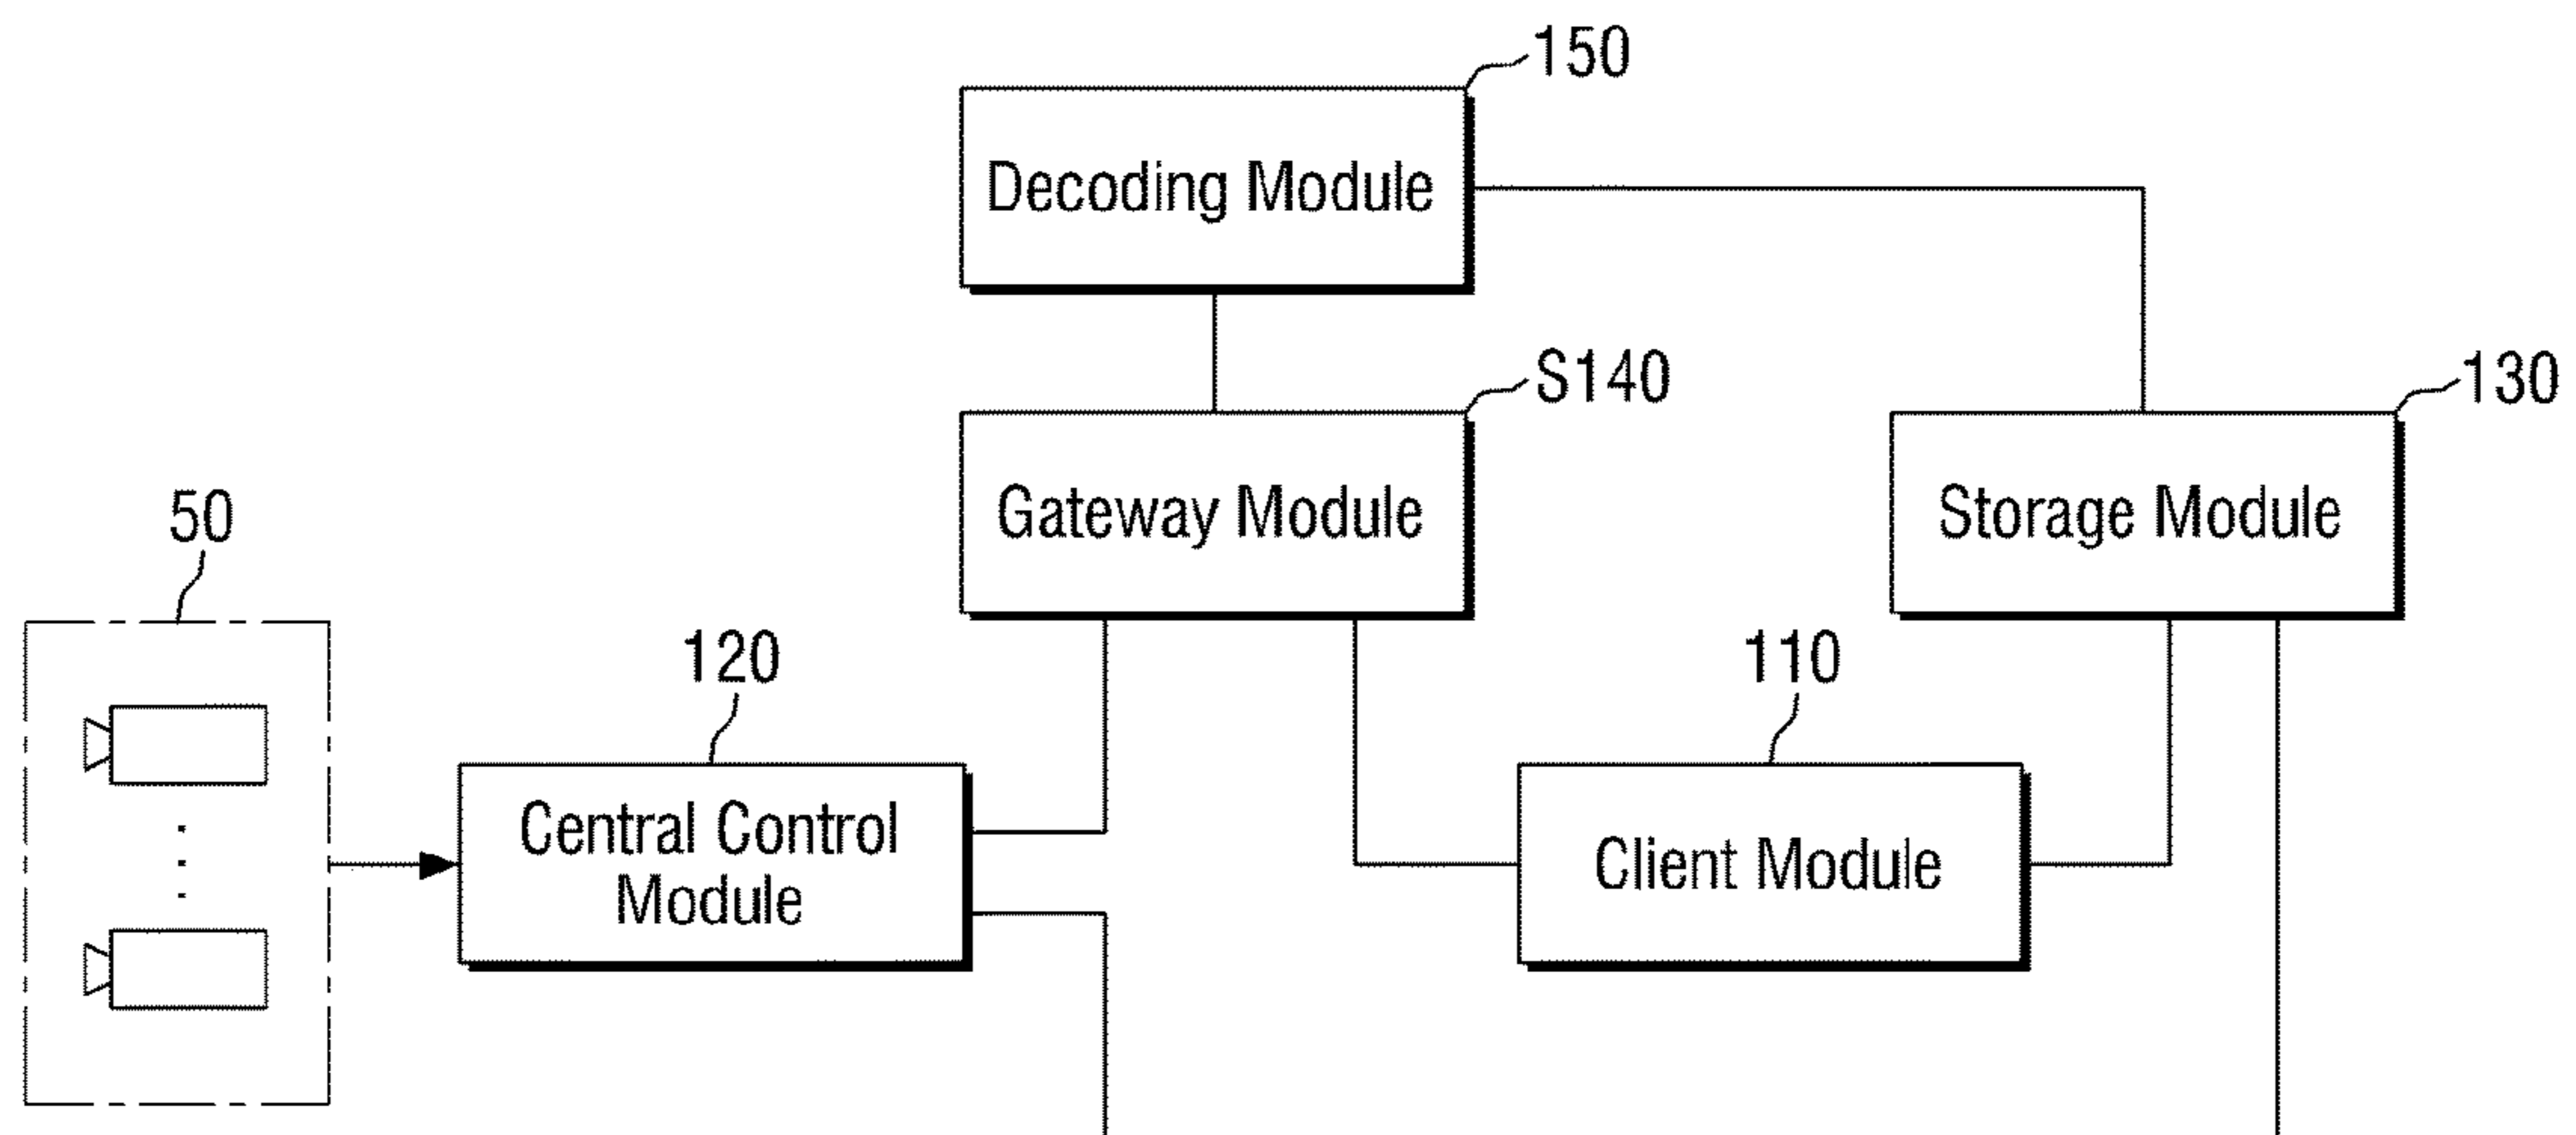 150
Decoding Module
S140
130
Gateway Module
Storage Module
50
120
110
Central Control
Module
Client Module